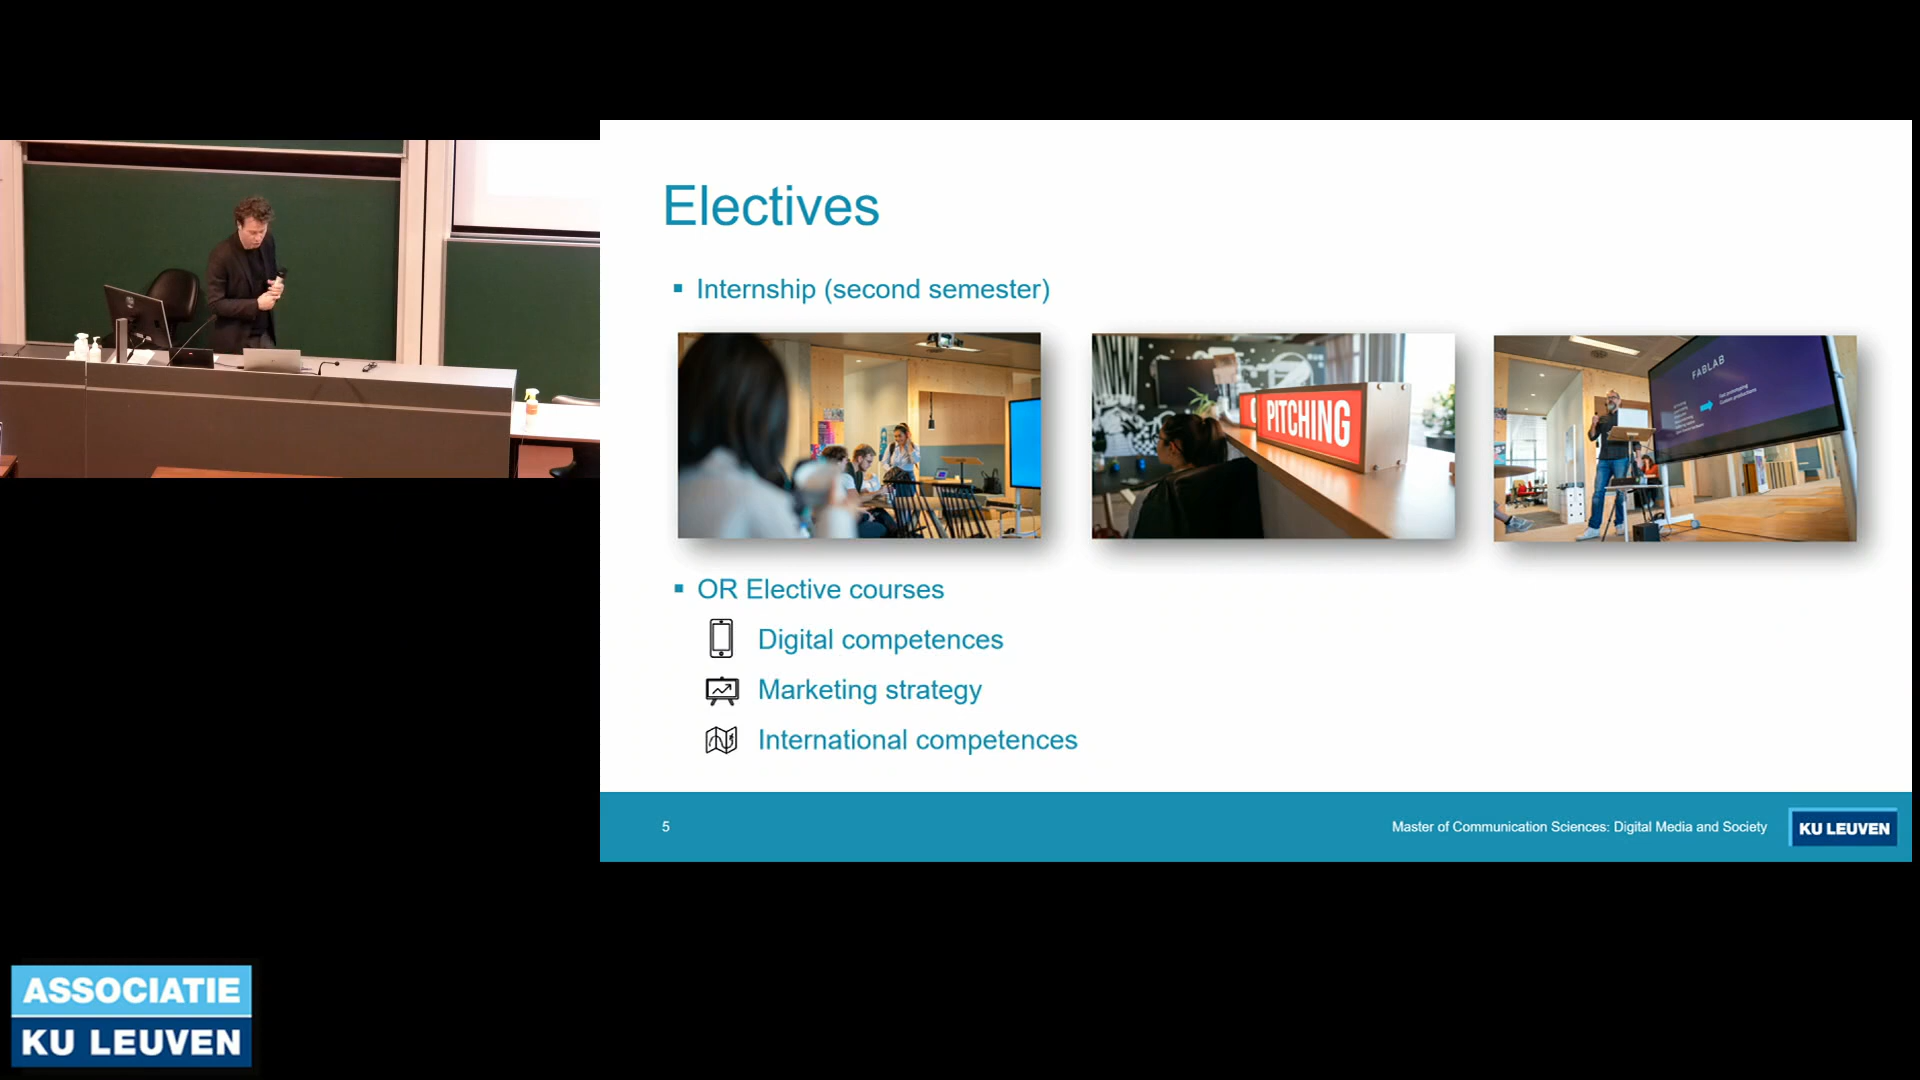 Electives
Internship (second semester)
PITCHING
FABLAB
OR Elective courses
Digital competences
Marketing strategy
International competences
5
Master of Communication Sciences: Digital Media and Society
KU LEUVEN
ASSOCIATIE
KU LEUVEN